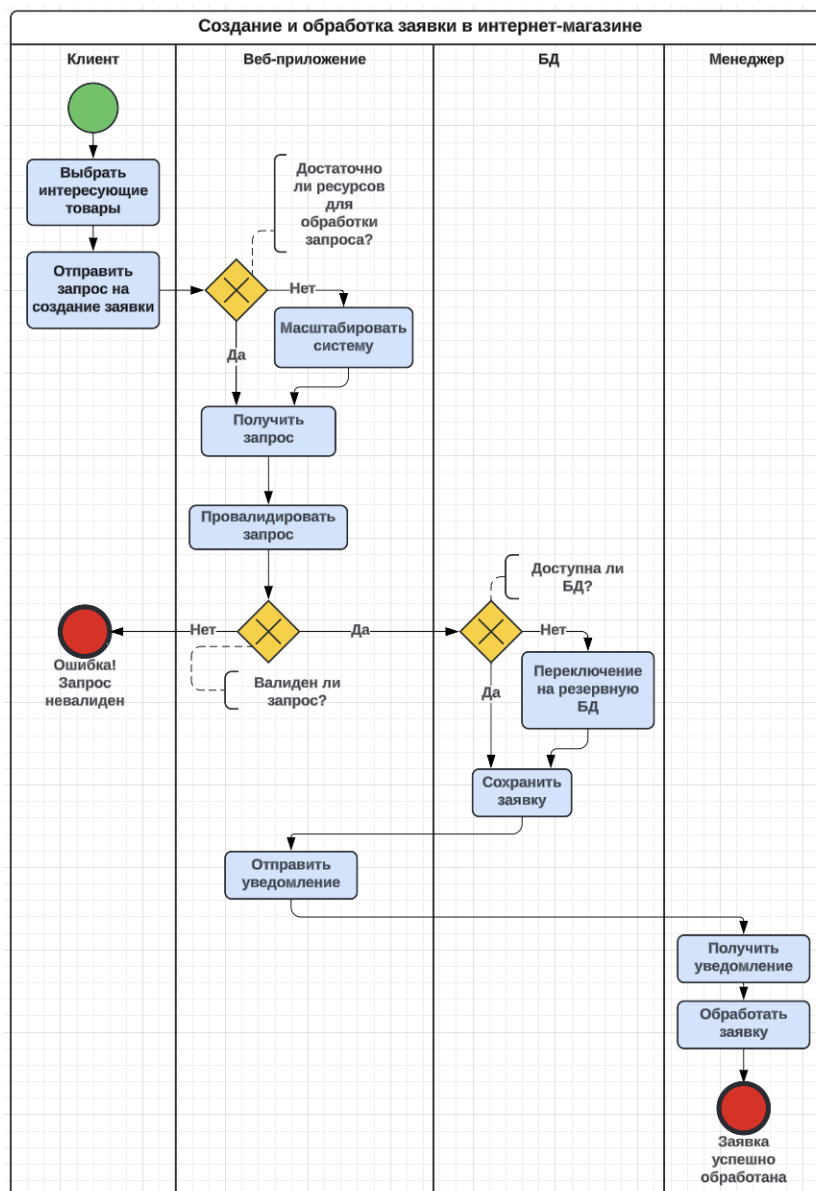 Создание и обработка заявки в интернет-магазине
Клиент
Веб-приложение
БД
Менеджер
Выбрать
интересующие
товары
Достаточно
ли ресурсов
для
обработки
запроса?
Отправить
запрос на
создание заявки
Нет
Масштабировать
систему
Да
Получить
запрос
Провалидировать
запрос
Доступна ли
БД?
Нет
Да
Нет
Ошибка!
Запрос
невалиден
Валиден ли
запрос?
Переключение
на резервную
БД
Да
Сохранить
заявку
Отправить
уведомление
Получить
уведомление
Обработать
заявку
Заявка
успешно
обработана